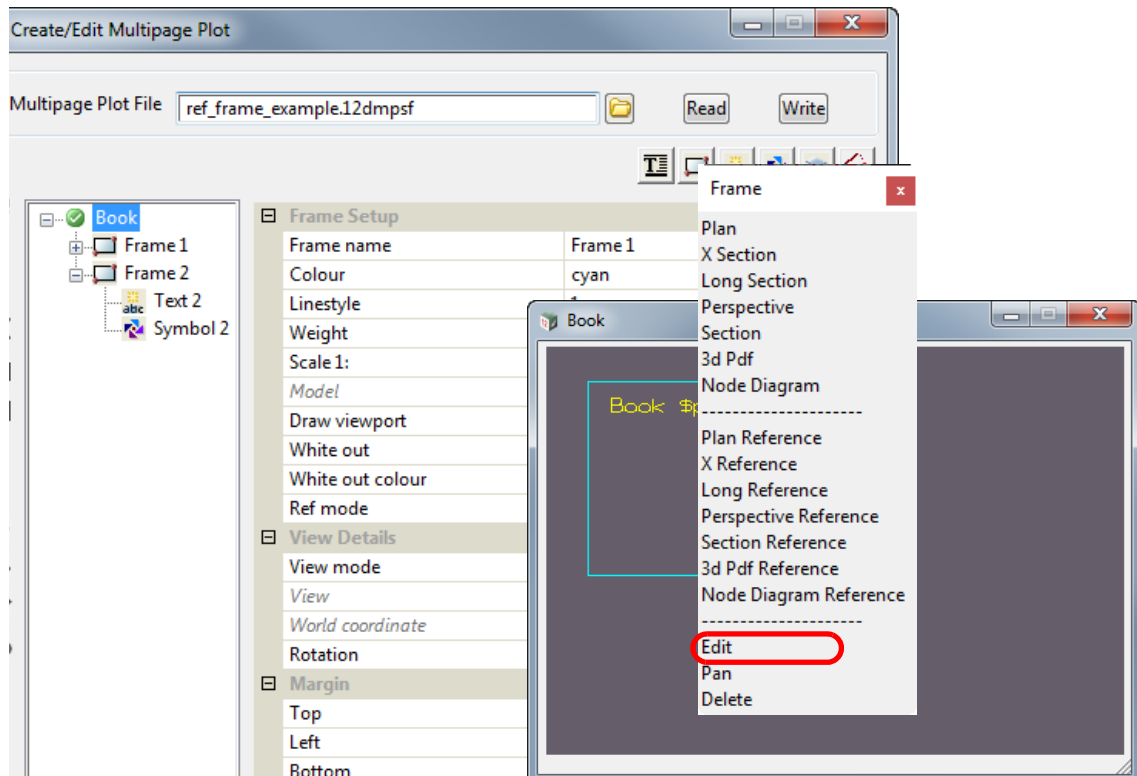 Create/Edit Multipage Plot
Multipage Plot File ref_frame_example.12dmpsf Read Write
Book
Frame 1
Frame 2
Text 2
Symbol 2
Frame Setup
Frame name Frame 1
Colour cyan
Linestyle
Weight
Scale 1:
Model
Draw viewport
White out
White out colour
Ref mode
View Details
View mode
View
World coordinate
Rotation
Margin
Top
Left
Bottom
Book
Book
Frame
Plan
X Section
Long Section
Perspective
Section
3d Pdf
Node Diagram
---------------------
Plan Reference
X Reference
Long Reference
Perspective Reference
Section Reference
3d Pdf Reference
Node Diagram Reference
---------------------
Edit
Pan
Delete